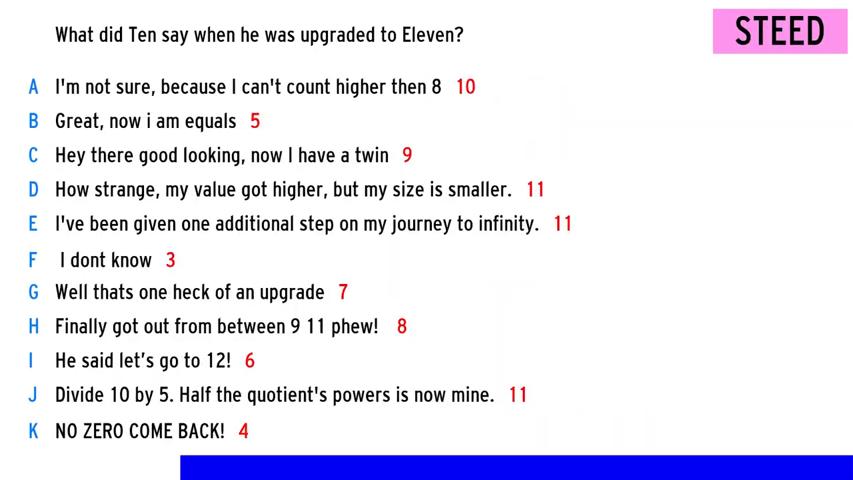 What did Ten say when he was upgraded to Eleven?
STEED
A I'm not sure, because I can't count higher then 8 10
B Great, now i am equals 5
C Hey there good looking, now I have a twin 9
D How strange, my value got higher, but my size is smaller. 11
E I've been given one additional step on my journey to infinity. 11
F I dont know 3
G Well thats one heck of an upgrade 7
H Finally got out from between 9 11 phew! 8
I He said let’s go to 12! 6
J Divide 10 by 5. Half the quotient's powers is now mine. 11
K NO ZERO COME BACK! 4